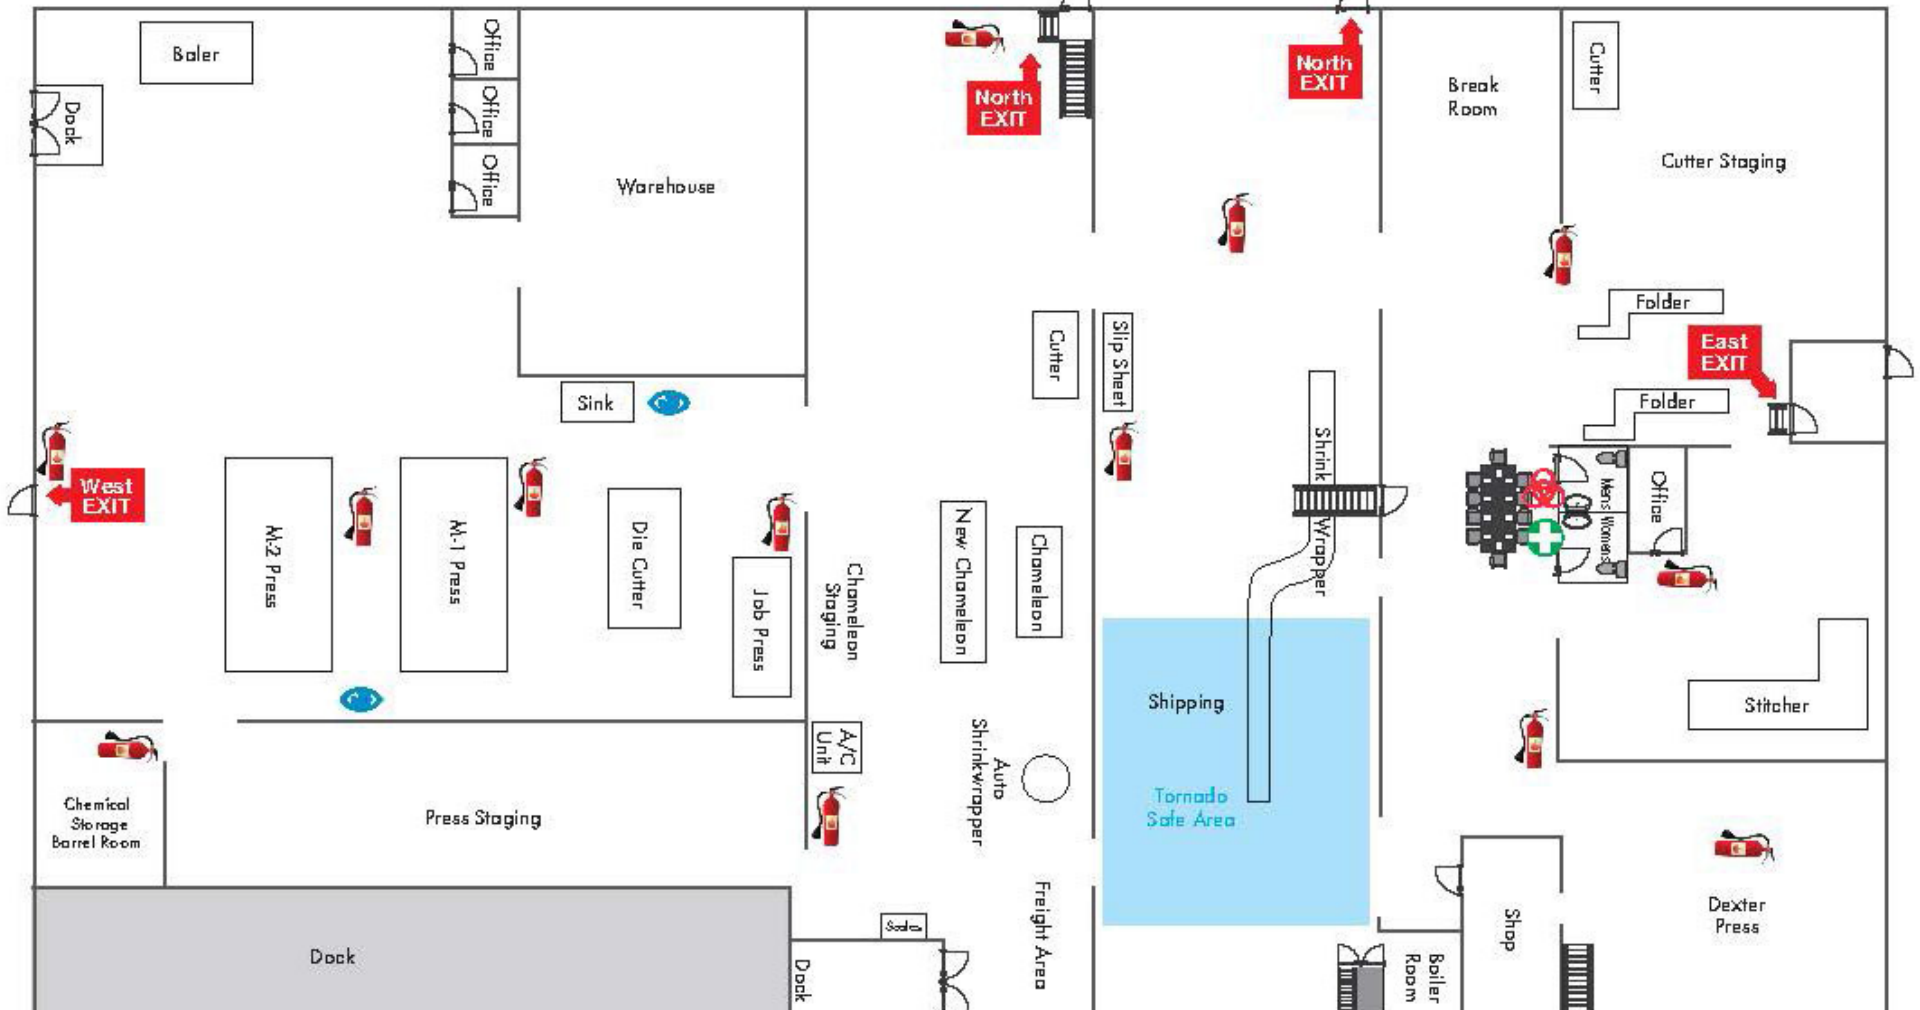 Baler
Dock
Office
Office
Office
Warehouse
North
EXIT
North
EXIT
Break
Room
Cutter
Cutter Staging
Folder
East
EXIT
Folder
Cutter
Slip Sheet
Sink
West
EXIT
M-2 Press
M-1 Press
Die Cutter
Job Press
Chameleon
Staging
New Chameleon
Chameleon
Shrink Wrapper
Mens
Womens
Office
Stitcher
Shipping
Tornado
Safe Area
A/C
Unit
Auto
Shrinkwrapper
Chemical
Storage
Barrel Room
Press Staging
Dock
Dock
Scales
Freight Area
Boiler
Room
Shop
Dexter
Press